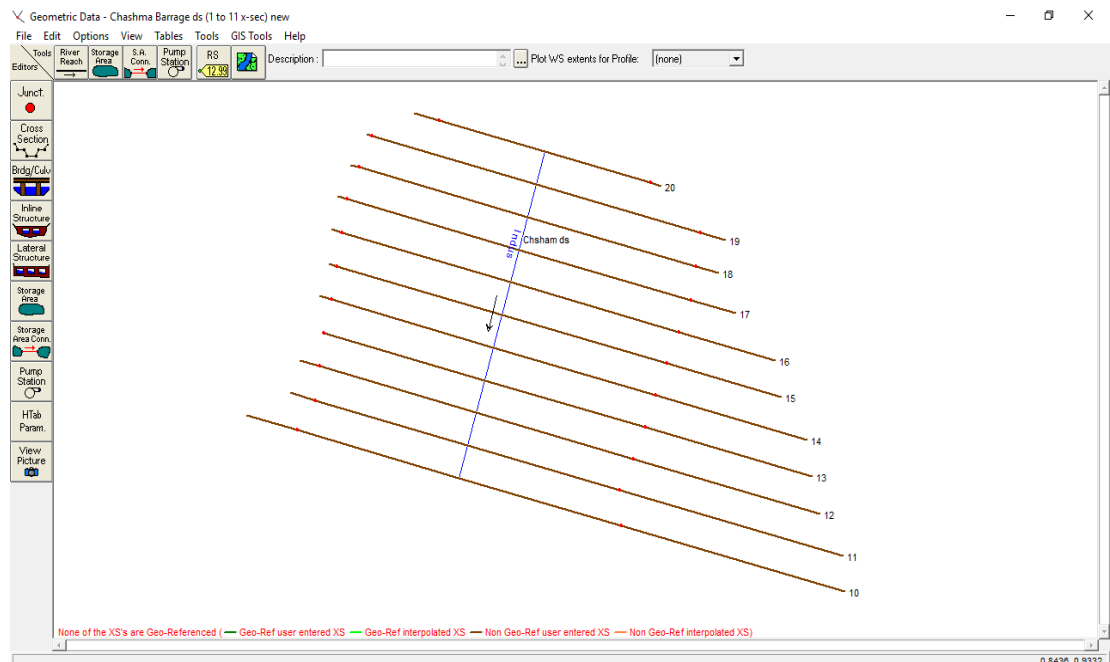 Geometric Data - Chashma Barrage ds (1 to 11 x-sec) new
File Edit Options View Tables Tools GIS Tools Help
Tools
Editors
River
Reach
Storage
Area
S.A.
Conn.
Pump
Station
RS
12.99
Description :
...
Plot WS extents for Profile:
(none)
Junct.
Cross
Section
Brdg/Culv
Inline
Structure
Lateral
Structure
Storage
Area
Storage
Area Conn.
Pump
Station
HTab
Param.
View
Picture
20
19
18
17
16
15
14
13
12
11
10
Indus
Chsham ds
None of the XS's are Geo-Referenced ( Geo-Ref user entered XS Geo-Ref interpolated XS Non Geo-Ref user entered XS Non Geo-Ref interpolated XS)
0.8436, 0.9332